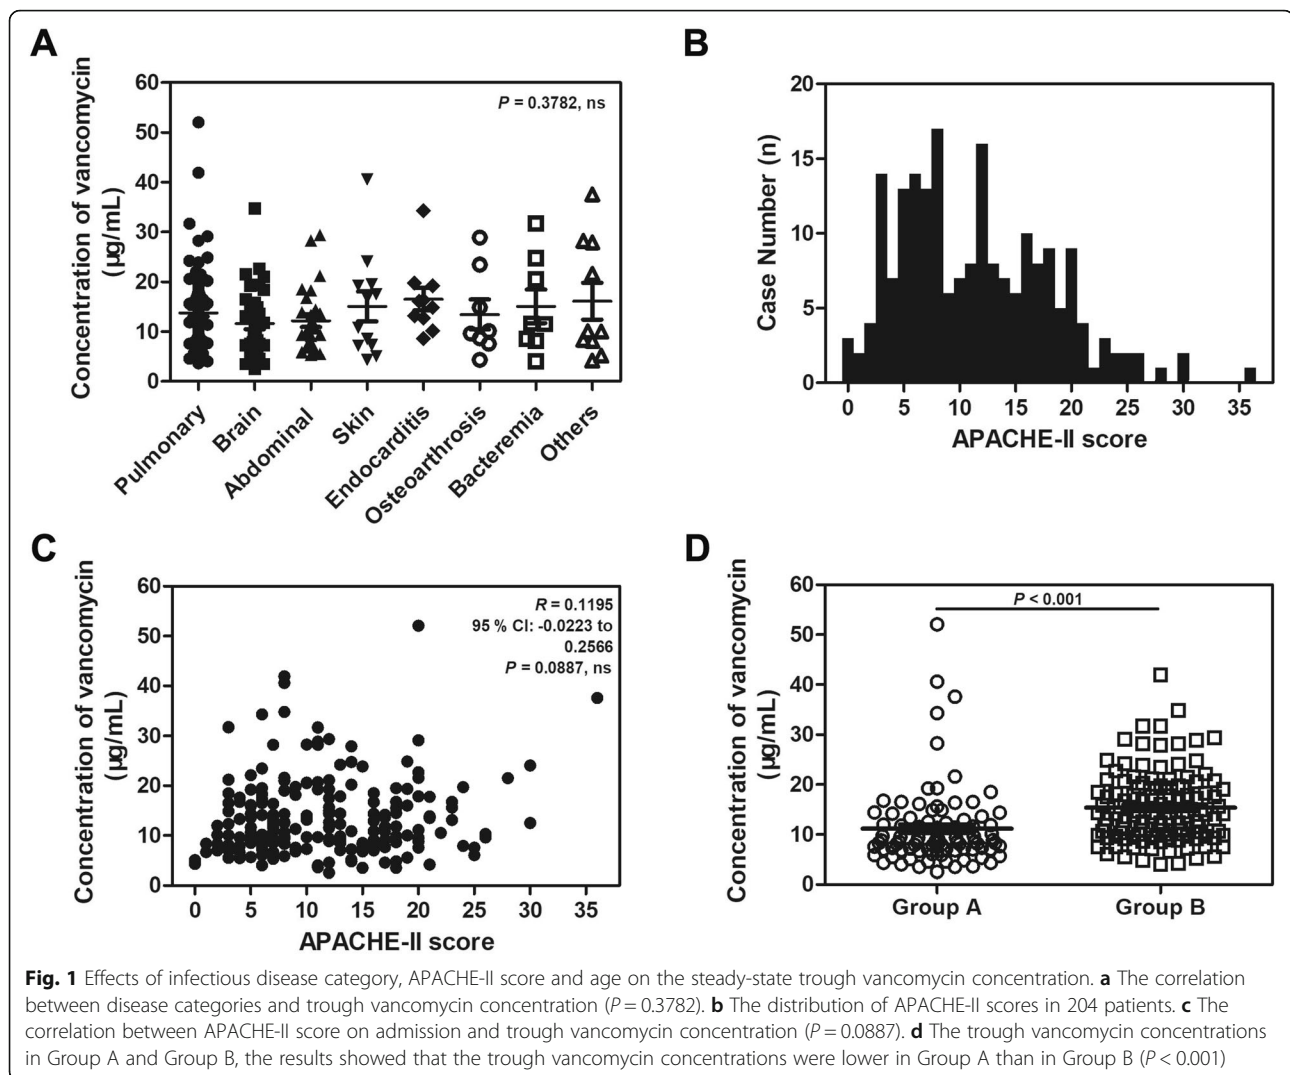 A
Concentration of vancomycin
(µg/mL)
60
50
40
30
20
10
0
P = 0.3782, ns
Pulmonary
Brain
Abdominal
Skin
Endocarditis
Osteoarthrosis
Bacteremia
Others
B
Case Number (n)
20
15
10
5
0
0 5 10 15 20 25 30 35
APACHE-II score
C
Concentration of vancomycin
(µg/mL)
60
50
40
30
20
10
0
R = 0.1195
95 % CI: -0.0223 to
0.2566
P = 0.0887, ns
0 5 10 15 20 25 30 35
APACHE-II score
D
Concentration of vancomycin
(µg/mL)
60
50
40
30
20
10
0
P < 0.001
Group A Group B
Fig. 1 Effects of infectious disease category, APACHE-II score and age on the steady-state trough vancomycin concentration. a The correlation
between disease categories and trough vancomycin concentration (P = 0.3782). b The distribution of APACHE-II scores in 204 patients. c The
correlation between APACHE-II score on admission and trough vancomycin concentration (P = 0.0887). d The trough vancomycin concentrations
in Group A and Group B, the results showed that the trough vancomycin concentrations were lower in Group A than in Group B (P < 0.001)